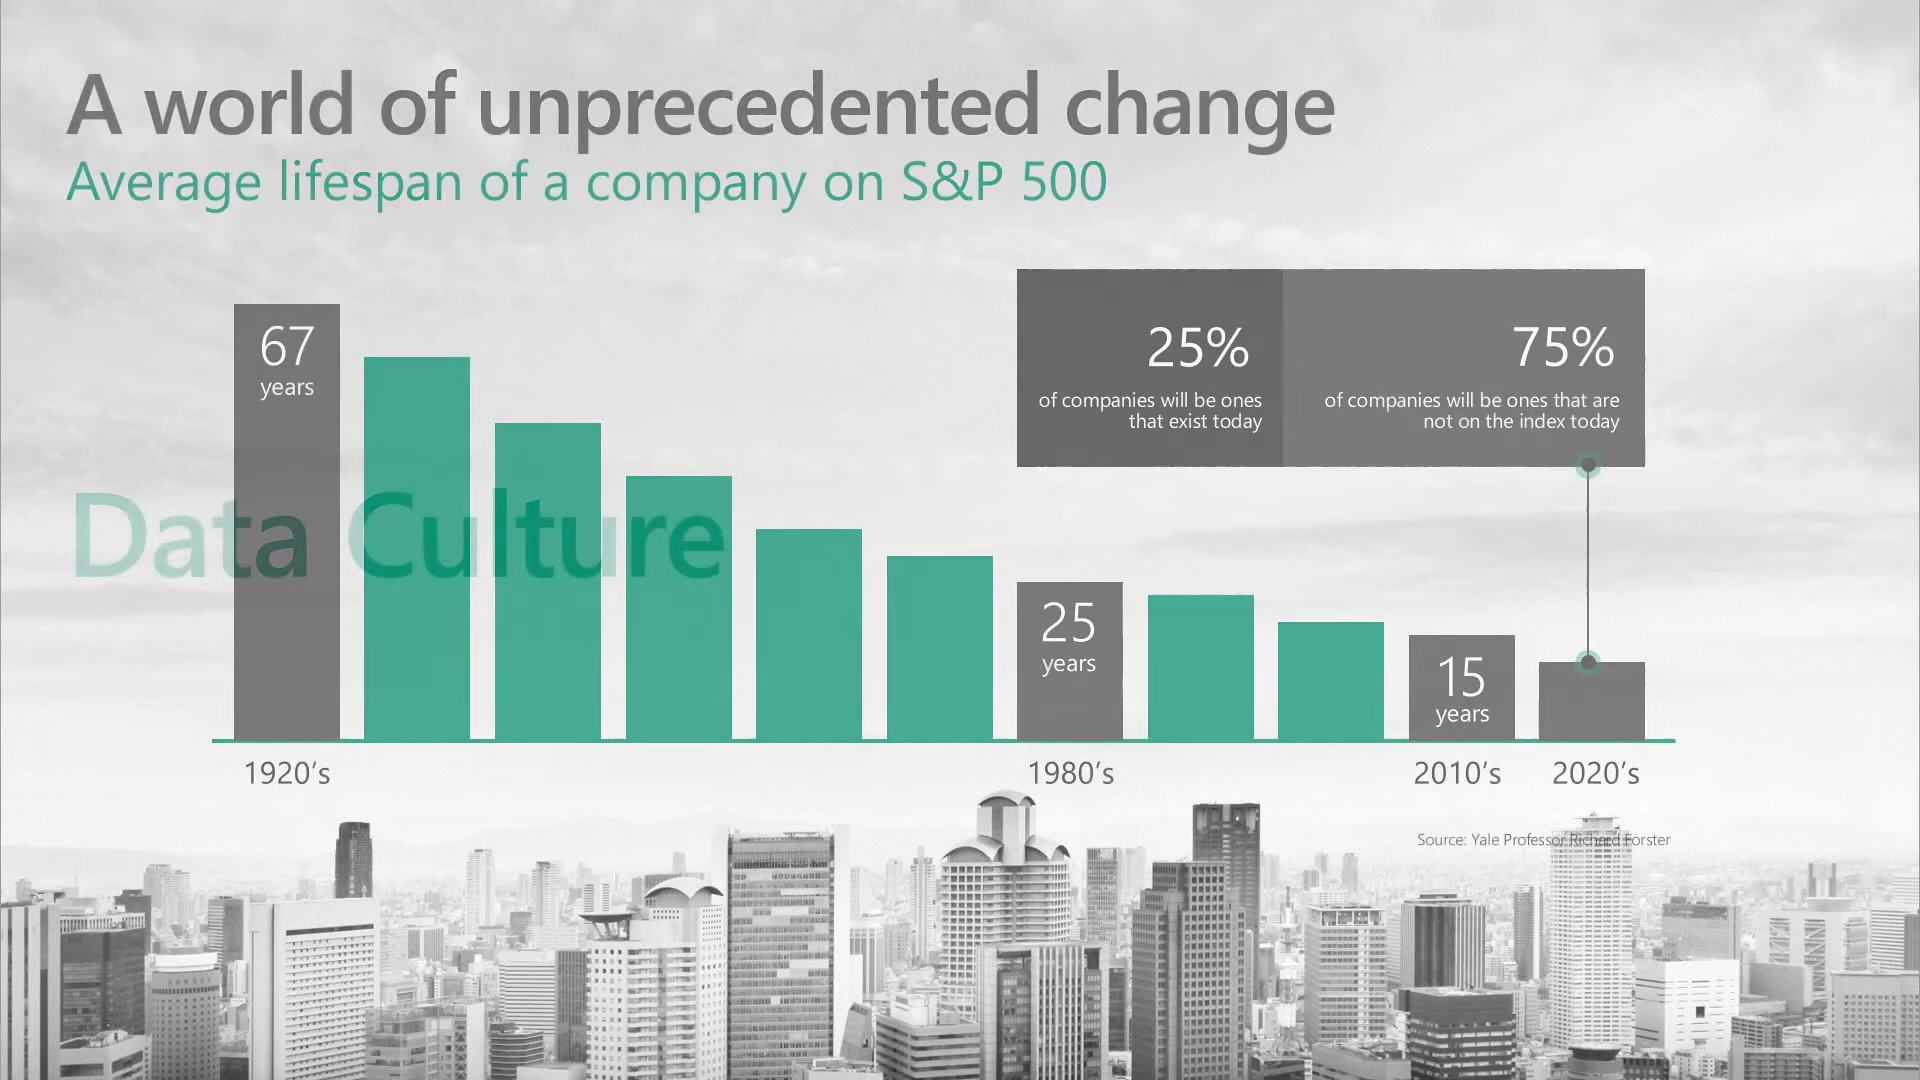 A world of unprecedented change
Average lifespan of a company on S&P 500
67
years
25%
of companies will be ones
that exist today
75%
of companies will be ones that are
not on the index today
Data Culture
25
years
15
years
1920’s
1980’s
2010’s
2020’s
Source: Yale Professor Richard Forster